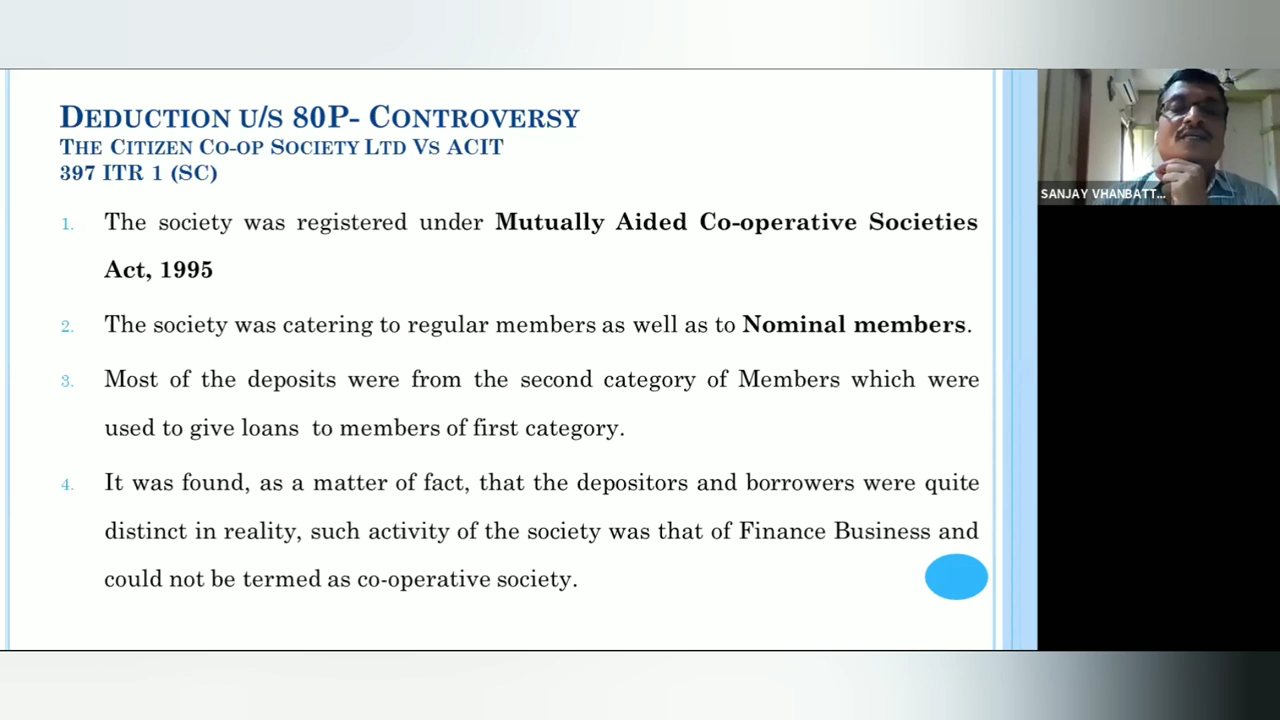 DEDUCTION U/S 80P- CONTROVERSY
THE CITIZEN CO-OP SOCIETY LTD VS ACIT
397 ITR 1 (SC)
1. The society was registered under Mutually Aided Co-operative Societies
Act, 1995
2. The society was catering to regular members as well as to Nominal members.
3. Most of the deposits were from the second category of Members which were
used to give loans to members of first category.
4. It was found, as a matter of fact, that the depositors and borrowers were quite
distinct in reality, such activity of the society was that of Finance Business and
could not be termed as co-operative society.
SANJAY VHANBATT...